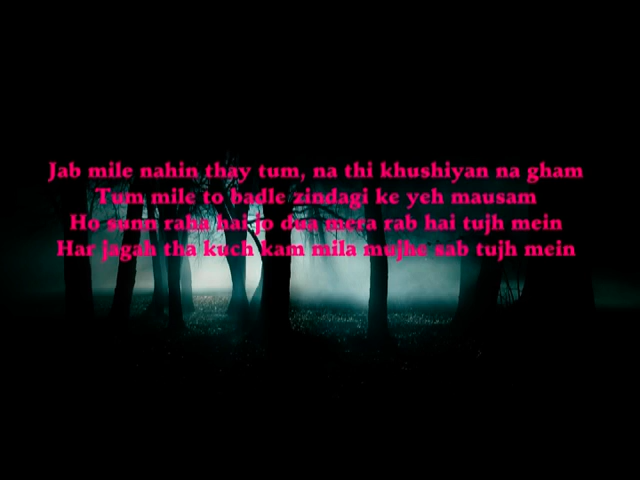 Jab mile nahin thay tum, na thi khushiyan na gham
Tum mile to badle zindagi ke yeh mausam
Ho sunn raha hai jo dua mera rab hai tujh mein
Har jagah tha kuch kam mila mujhe sab tujh mein